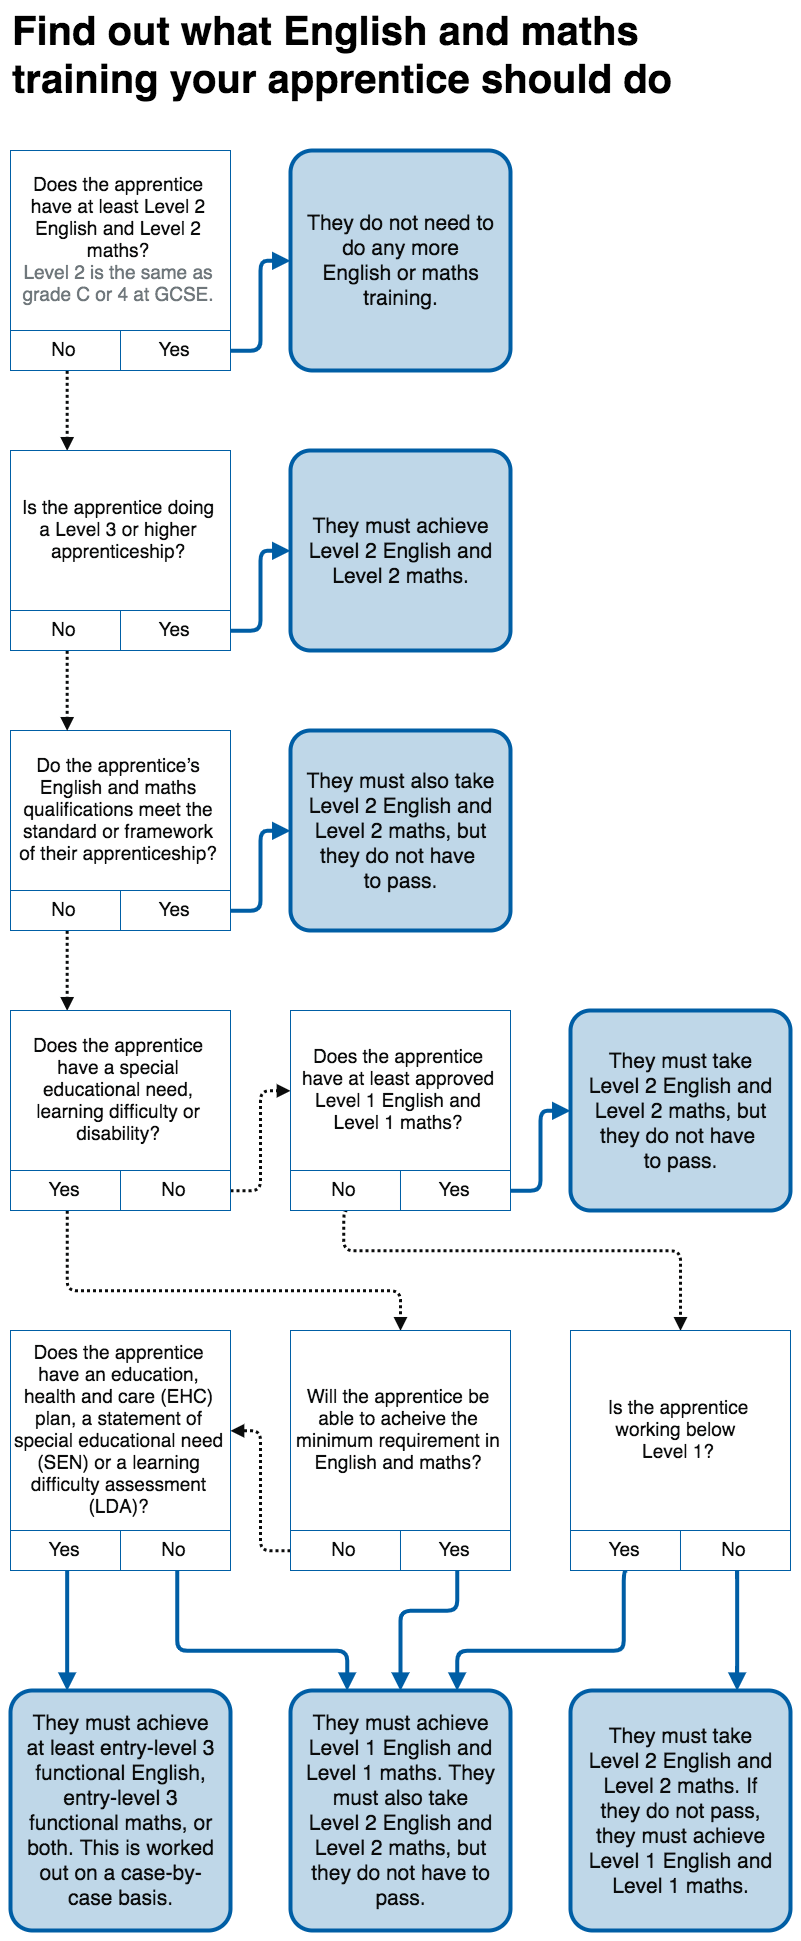 Find out what English and maths
training your apprentice should do
Does the apprentice
have at least Level 2
English and Level 2
maths?
Level 2 is the same as
grade C or 4 at GCSE.
No
Yes
They do not need to
do any more
English or maths
training.
Is the apprentice doing
a Level 3 or higher
apprenticeship?
No
Yes
They must achieve
Level 2 English and
Level 2 maths.
Do the apprentice’s
English and maths
qualifications meet the
standard or framework
of their apprenticeship?
No
Yes
They must also take
Level 2 English and
Level 2 maths, but
they do not have
to pass.
Does the apprentice
have a special
educational need,
learning difficulty or
disability?
Yes
No
Does the apprentice
have at least approved
Level 1 English and
Level 1 maths?
No
Yes
They must take
Level 2 English and
Level 2 maths, but
they do not have
to pass.
Does the apprentice
have an education,
health and care (EHC)
plan, a statement of
special educational need
(SEN) or a learning
difficulty assessment
(LDA)?
Yes
No
Will the apprentice be
able to acheive the
minimum requirement in
English and maths?
No
Yes
Is the apprentice
working below
Level 1?
Yes
No
They must achieve
at least entry-level 3
functional English,
entry-level 3
functional maths, or
both. This is worked
out on a case-by-
case basis.
They must achieve
Level 1 English and
Level 1 maths. They
must also take
Level 2 English and
Level 2 maths, but
they do not have to
pass.
They must take
Level 2 English and
Level 2 maths. If
they do not pass,
they must achieve
Level 1 English and
Level 1 maths.